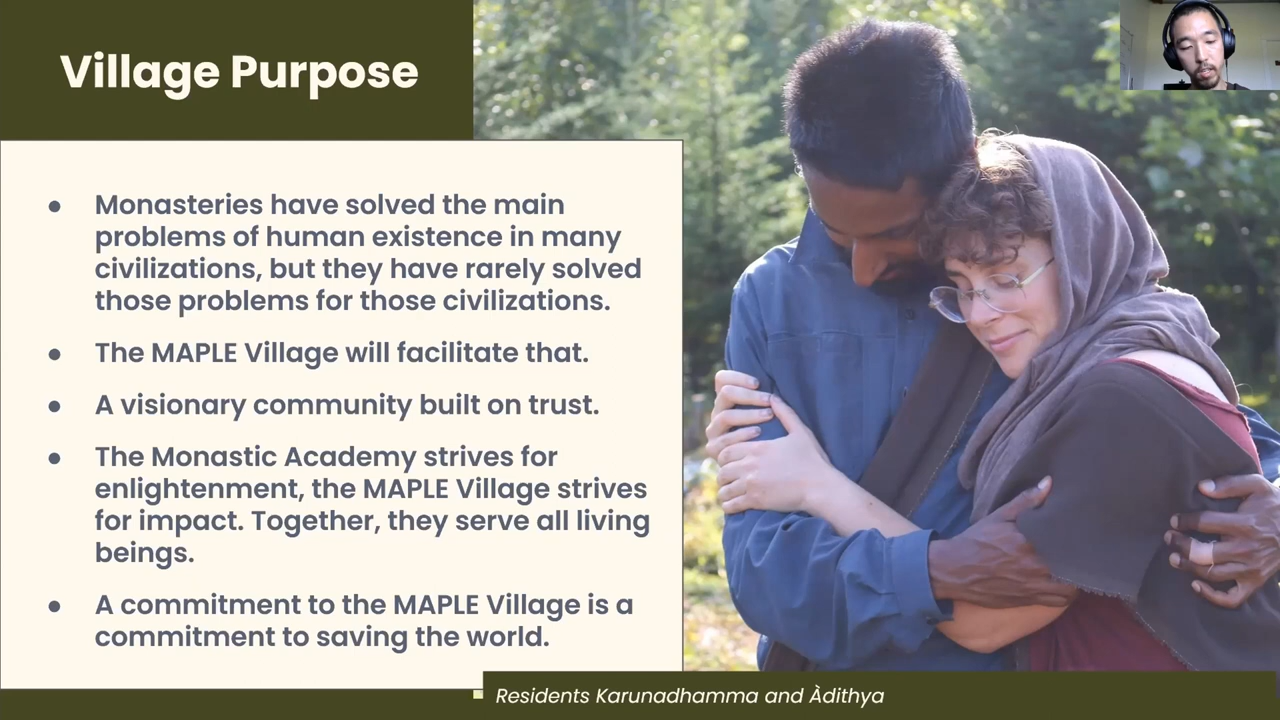 Village Purpose
• Monasteries have solved the main
problems of human existence in many
civilizations, but they have rarely solved
those problems for those civilizations.
• The MAPLE Village will facilitate that.
• A visionary community built on trust.
• The Monastic Academy strives for
enlightenment, the MAPLE Village strives
for impact. Together, they serve all living
beings.
• A commitment to the MAPLE Village is a
commitment to saving the world.
Residents Karunadhamma and Àdithya